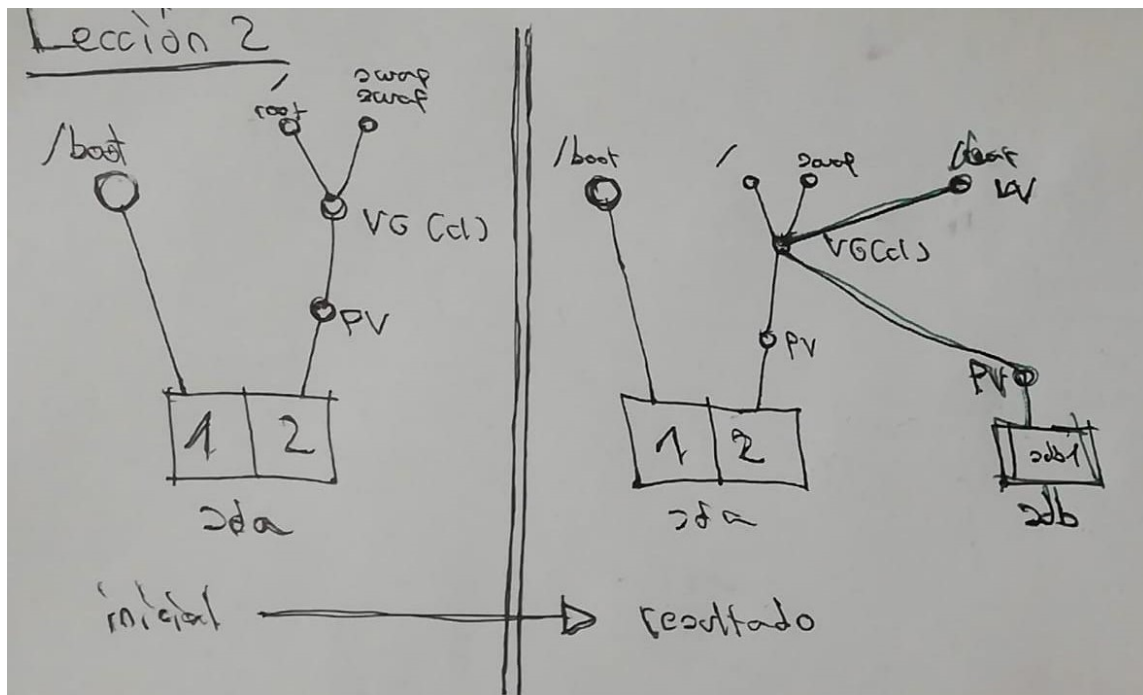 Lección 2
/
root
swap
swap
/boot
VG (cl)
PV
1 2
sda
inicial
/boot
/
swap
LV
VG(cl)
PV
1 2
sda
PV
sdb1
sdb
resultado